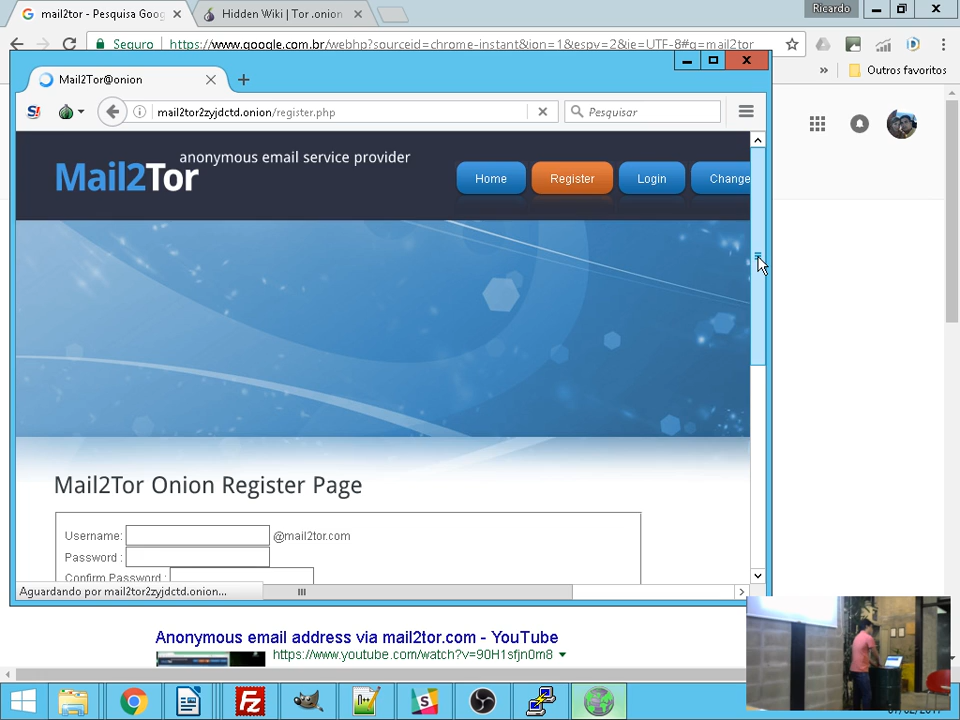 mail2tor - Pesquisa Goog
Hidden Wiki | Tor .onion
Ricardo
Seguro
https://www.google.com.br/webhp?sourceid=chrome-instant&ion=1&espv=2&ie=UTF-8#q=mail2tor
Outros favoritos
Mail2Tor@onion
mail2tor2zyjdctd.onion/register.php
Pesquisar
Mail2Tor
anonymous email service provider
Home
Register
Login
Change
Mail2Tor Onion Register Page
Username:
@mail2tor.com
Password :
Confirm Password :
Aguardando por mail2tor2zyjdctd.onion...
Anonymous email address via mail2tor.com - YouTube
https://www.youtube.com/watch?v=90H1sfjn0m8